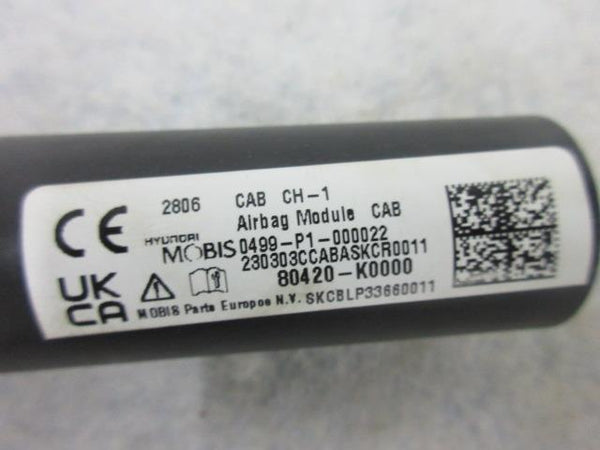 CE 2806 CAB CH-1
Airbag Module CAB
HYUNDAI
MOBIS 0499-P1-000022
230303CCABASKCR0011
80420-K0000
UK
CA
MOBIS Parts Europe N.V. SKCBLP33660011